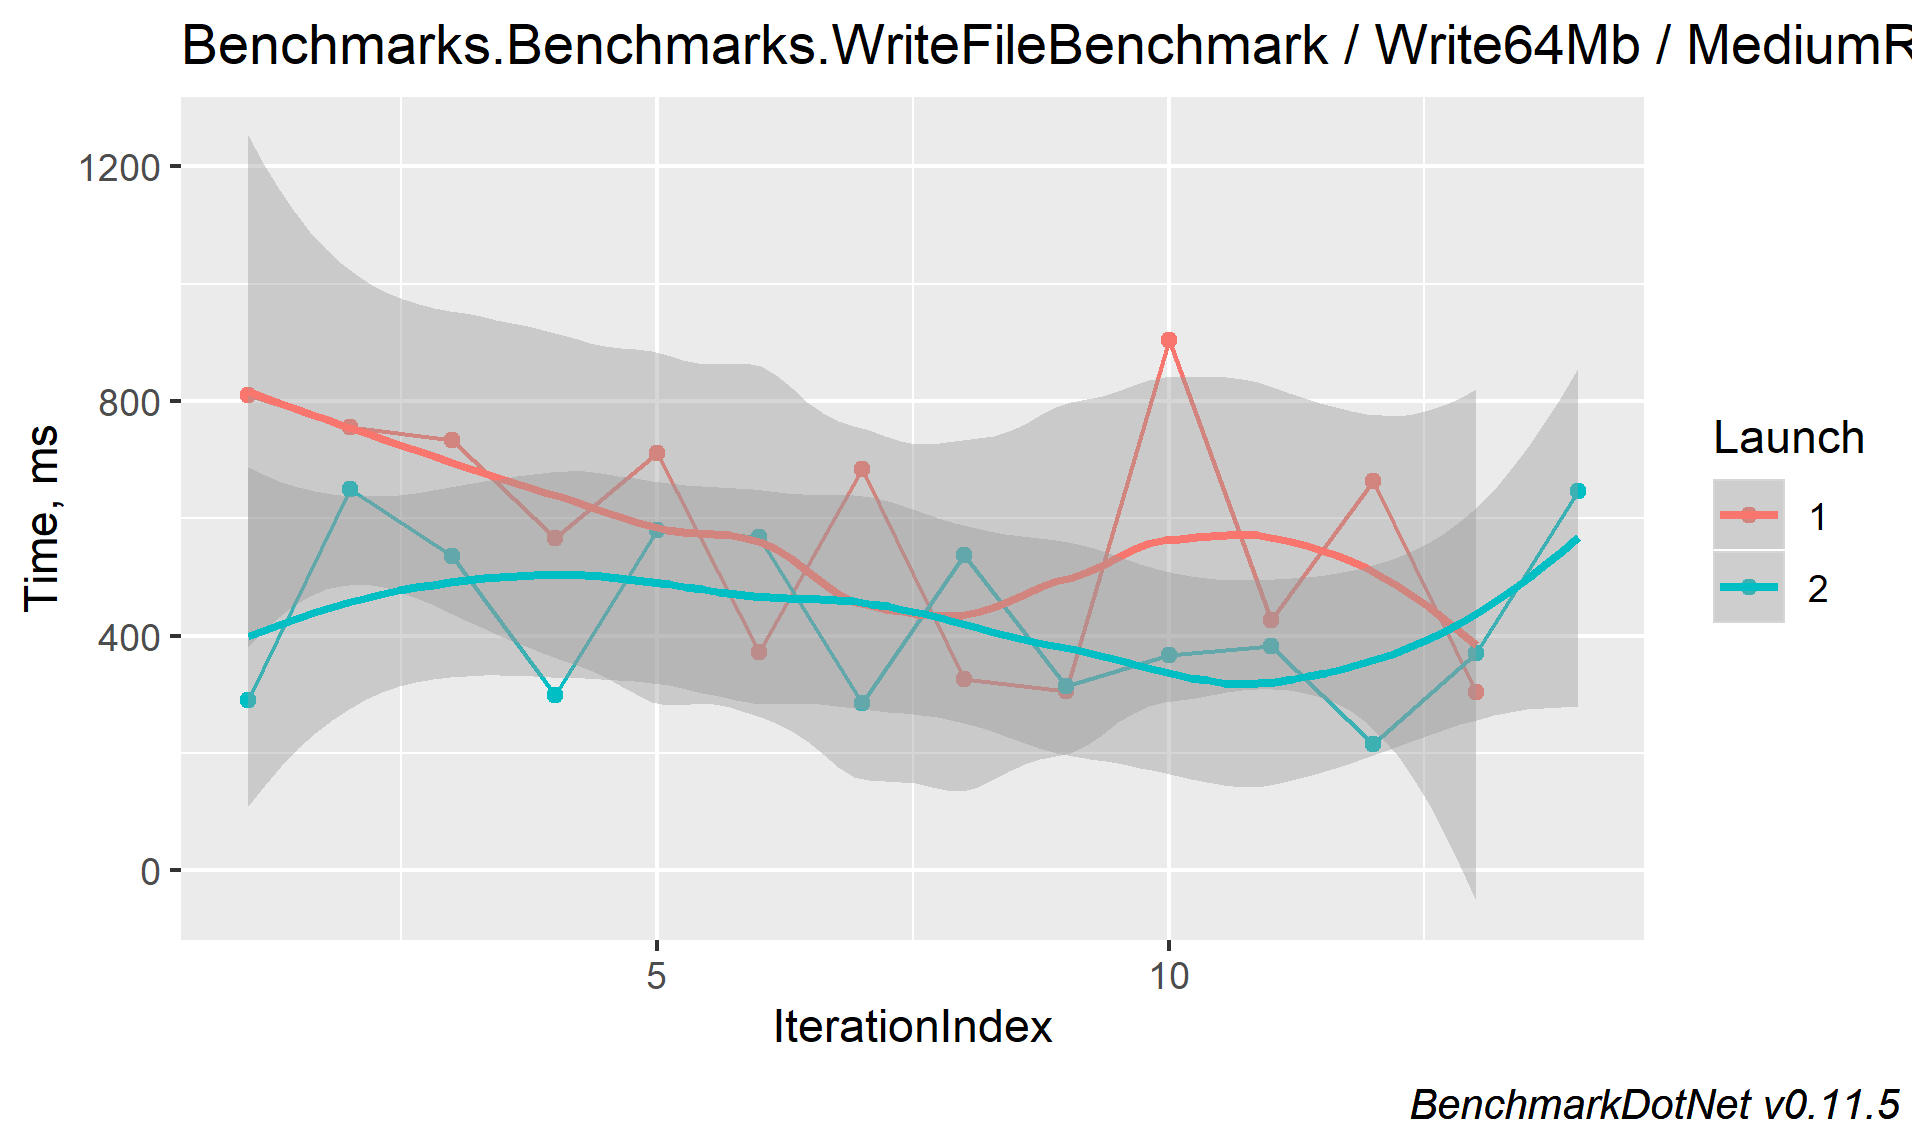 Benchmarks.Benchmarks.WriteFileBenchmark / Write64Mb / MediumR
1200
800
400
0
Time, ms
5
10
IterationIndex
Launch
1
2
BenchmarkDotNet v0.11.5